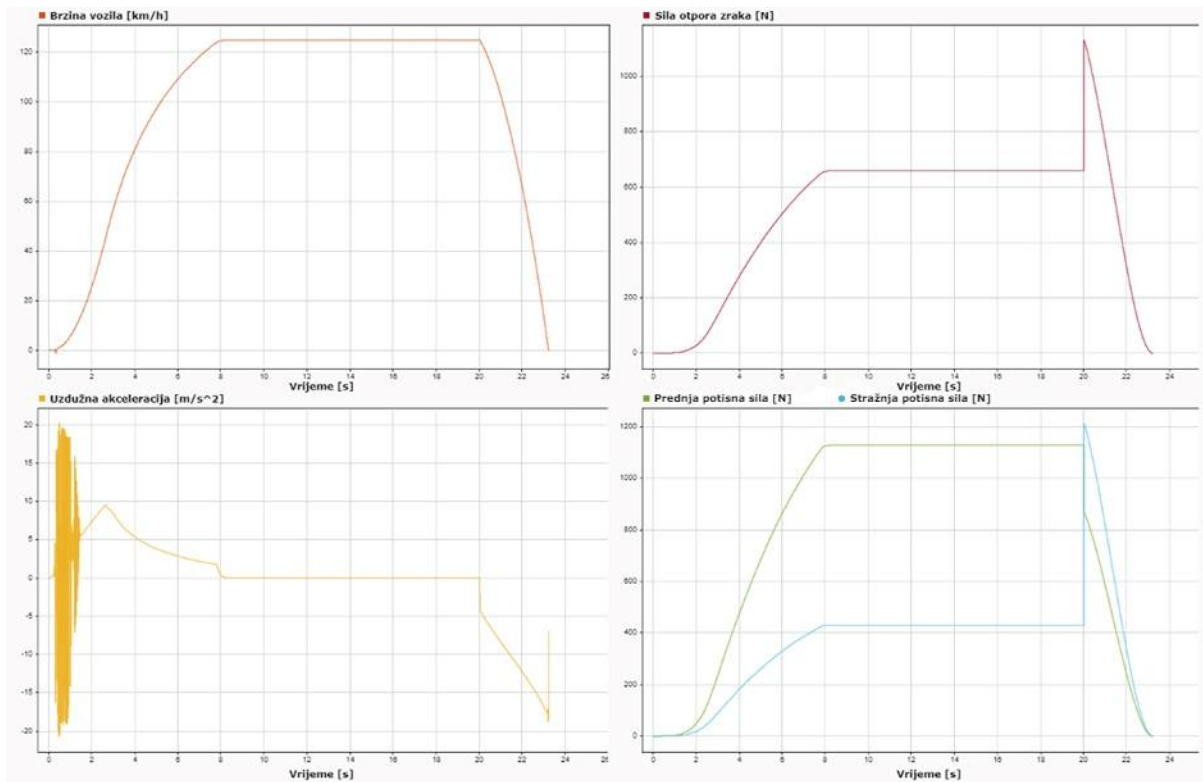 Brzina vozila [km/h]
120
100
80
60
40
20
0
0 2 4 6 8 10 12 14 16 18 20 22 24 26
Vrijeme [s]
Sila otpora zraka [N]
1000
800
600
400
200
0
0 2 4 6 8 10 12 14 16 18 20 22 24
Vrijeme [s]
Uzdužna akceleracija [m/s^2]
20
15
10
5
0
-5
-10
-15
-20
0 2 4 6 8 10 12 14 16 18 20 22 24 26
Vrijeme [s]
Prednja potisna sila [N] Stražnja potisna sila [N]
1200
1000
800
600
400
200
0
0 2 4 6 8 10 12 14 16 18 20 22 24
Vrijeme [s]